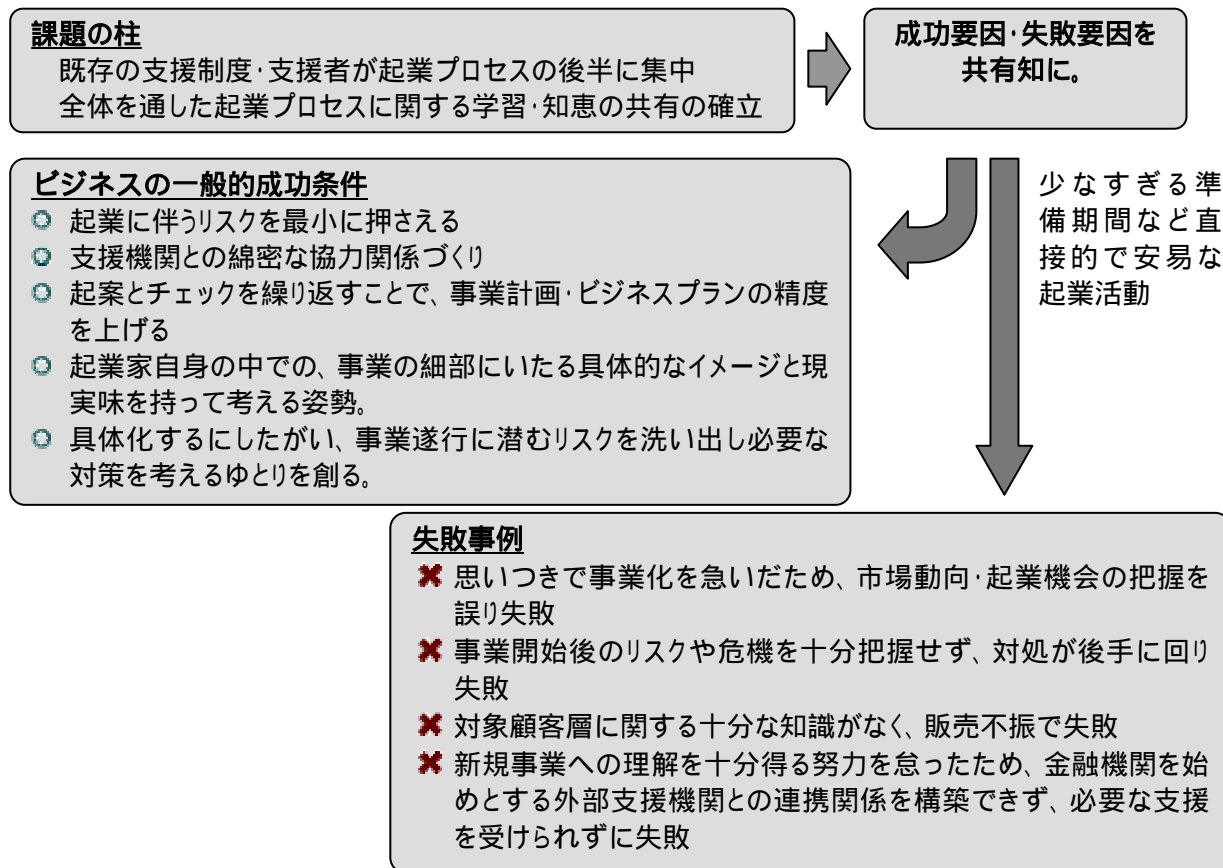 課題の柱
既存の支援制度・支援者が起業プロセスの後半に集中
全体を通した起業プロセスに関する学習・知恵の共有の確立
成功要因・失敗要因を
共有知に。
ビジネスの一般的成功条件
起業に伴うリスクを最小に押さえる
支援機関との綿密な協力関係づくり
起案とチェックを繰り返すことで、事業計画・ビジネスプランの精度
を上げる
起業家自身の中での、事業の細部にいたる具体的なイメージと現
実味を持って考える姿勢。
具体化するにしたがい、事業遂行に潜むリスクを洗い出し必要な
対策を考えるゆとりを創る。
少なすぎる準
備期間など直
接的で安易な
起業活動
失敗事例
思いつきで事業化を急いだため、市場動向・起業機会の把握を
誤り失敗
事業開始後のリスクや危機を十分把握せず、対処が後手に回り
失敗
対象顧客層に関する十分な知識がなく、販売不振で失敗
新規事業への理解を十分得る努力を怠ったため、金融機関を始
めとする外部支援機関との連携関係を構築できず、必要な支援
を受けられずに失敗